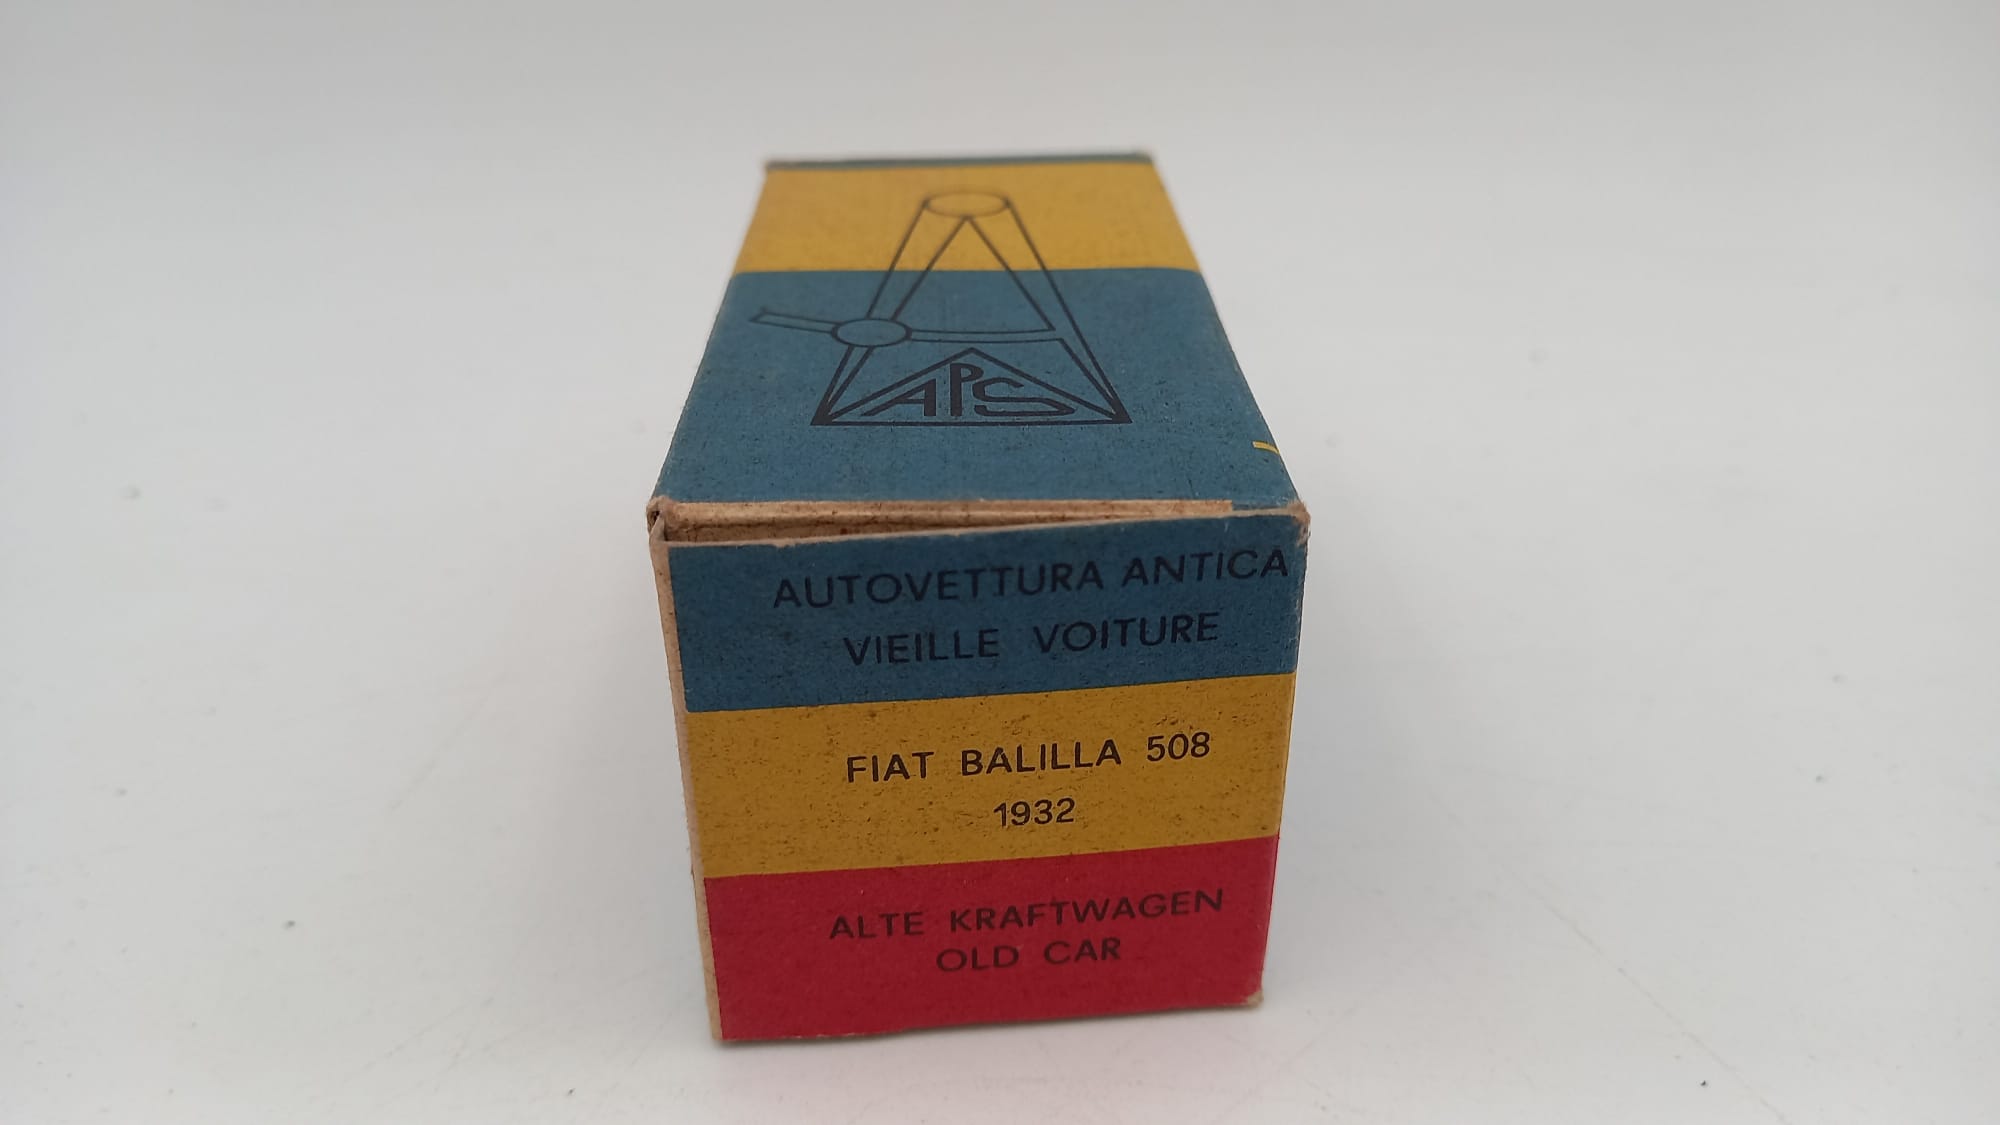 APS
AUTOVETTURA ANTICA
VIEILLE VOITURE
FIAT BALILLA 508
1932
ALTE KRAFTWAGEN
OLD CAR